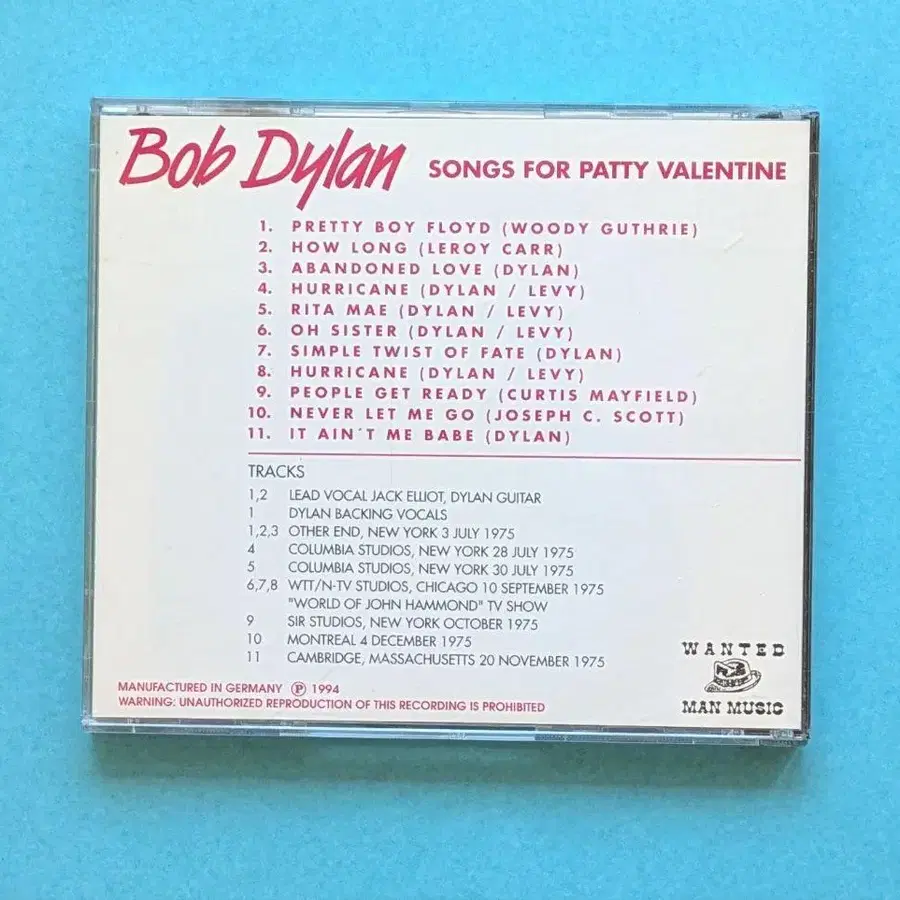 Bob Dylan SONGS FOR PATTY VALENTINE
1. PRETTY BOY FLOYD (WOODY GUTHRIE)
2. HOW LONG (LEROY CARR)
3. ABANDONED LOVE (DYLAN)
4. HURRICANE (DYLAN / LEVY)
5. RITA MAE (DYLAN / LEVY)
6. OH SISTER (DYLAN / LEVY)
7. SIMPLE TWIST OF FATE (DYLAN)
8. HURRICANE (DYLAN / LEVY)
9. PEOPLE GET READY (CURTIS MAYFIELD)
10. NEVER LET ME GO (JOSEPH C. SCOTT)
11. IT AIN´T ME BABE (DYLAN)
TRACKS
1,2 LEAD VOCAL JACK ELLIOT, DYLAN GUITAR
1 DYLAN BACKING VOCALS
1,2,3 OTHER END, NEW YORK 3 JULY 1975
4 COLUMBIA STUDIOS, NEW YORK 28 JULY 1975
5 COLUMBIA STUDIOS, NEW YORK 30 JULY 1975
6,7,8 WTT/N-TV STUDIOS, CHICAGO 10 SEPTEMBER 1975
"WORLD OF JOHN HAMMOND" TV SHOW
9 SIR STUDIOS, NEW YORK OCTOBER 1975
10 MONTREAL 4 DECEMBER 1975
11 CAMBRIDGE, MASSACHUSETTS 20 NOVEMBER 1975
WANTED
MAN MUSIC
MANUFACTURED IN GERMANY ℗ 1994
WARNING: UNAUTHORIZED REPRODUCTION OF THIS RECORDING IS PROHIBITED